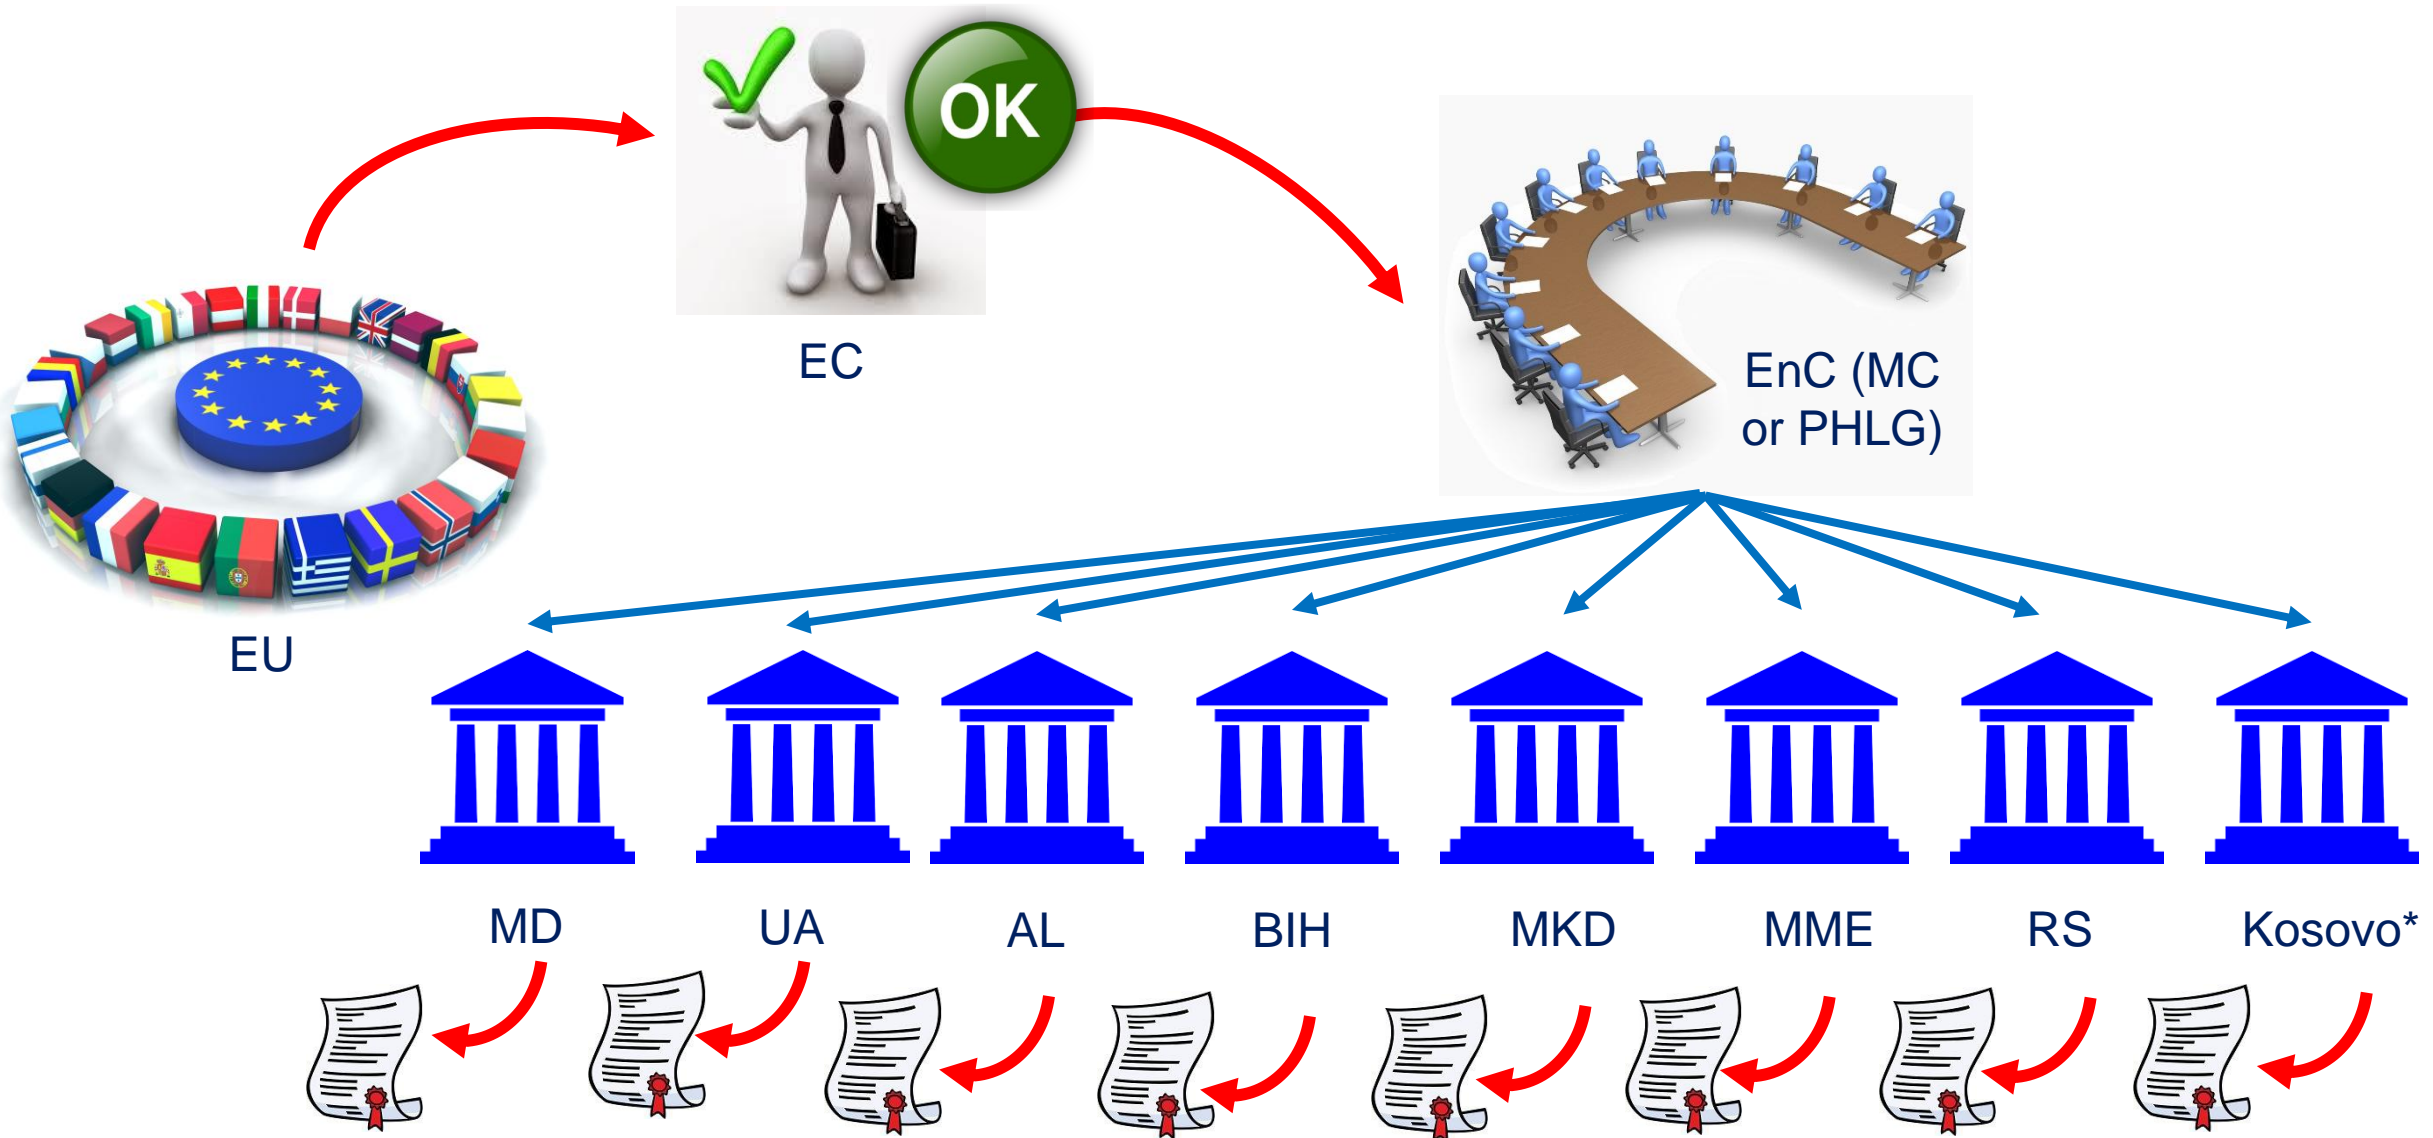 OK
EC
EnC (MC
or PHLG)
EU
MD
UA
AL
BIH
MKD
MME
RS
Kosovo*